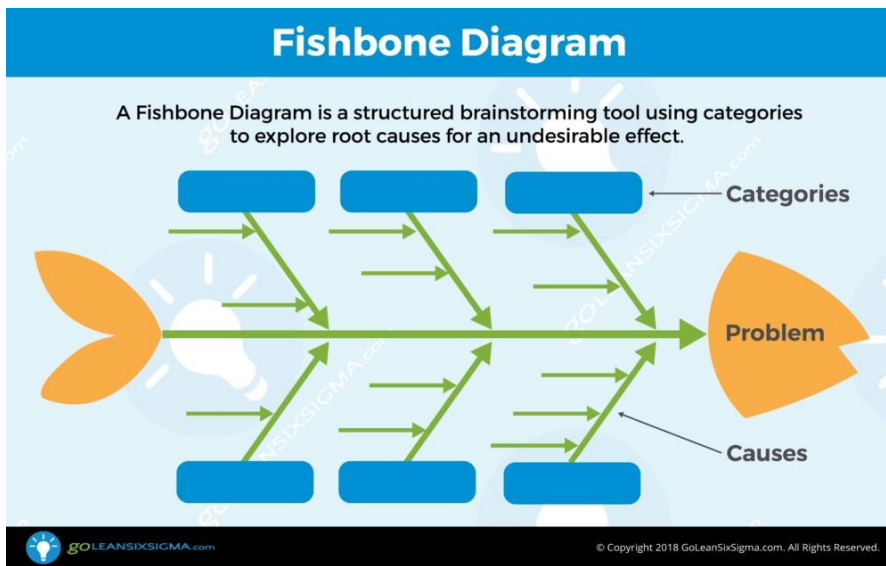 Fishbone Diagram
A Fishbone Diagram is a structured brainstorming tool using categories
to explore root causes for an undesirable effect.
Categories
Problem
Causes
goLEANSIXSIGMA.com
© Copyright 2018 GoLeanSixSigma.com. All Rights Reserved.